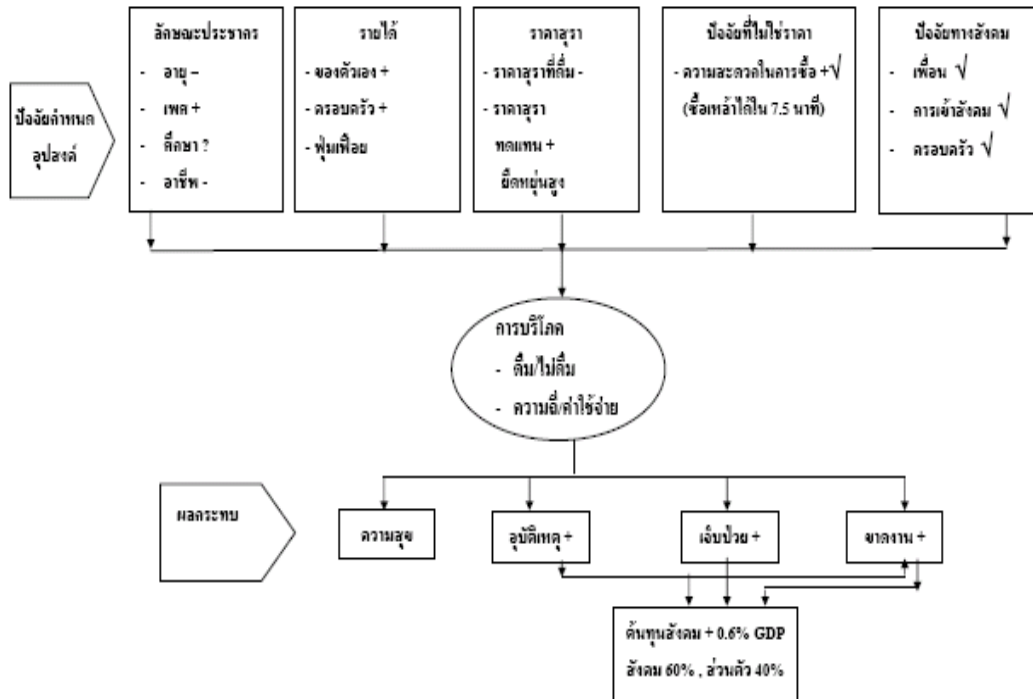 ปัจจัยกำหนด
อุปสงค์
ลักษณะประชากร
- อายุ –
- เพศ +
- ศึกษา ?
- อาชีพ -
รายได้
- ของตัวเอง +
- ครอบครัว +
- ฟุ่มเฟือย
ราคาสุรา
- ราคาสุราที่ดื่ม -
- ราคาสุรา
ทดแทน +
ยืดหยุ่นสูง
ปัจจัยที่ไม่ใช่ราคา
- ความสะดวกในการซื้อ +√
(ซื้อเหล้าได้ใน 7.5 นาที)
ปัจจัยทางสังคม
- เพื่อน √
- การเข้าสังคม √
- ครอบครัว √
การบริโภค
- ดื่ม/ไม่ดื่ม
- ความถี่/ค่าใช้จ่าย
ผลกระทบ
ความสุข
อุบัติเหตุ +
เจ็บป่วย +
ขาดงาน +
ต้นทุนสังคม + 0.6% GDP
สังคม 60% , ส่วนตัว 40%